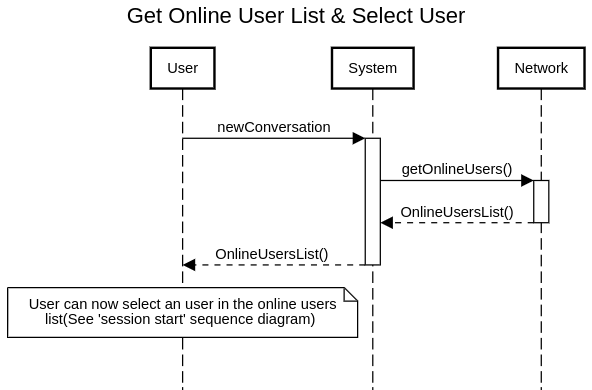 Get Online User List & Select User
User
System
Network
newConversation
getOnlineUsers()
OnlineUsersList()
OnlineUsersList()
User can now select an user in the online users
list(See 'session start' sequence diagram)